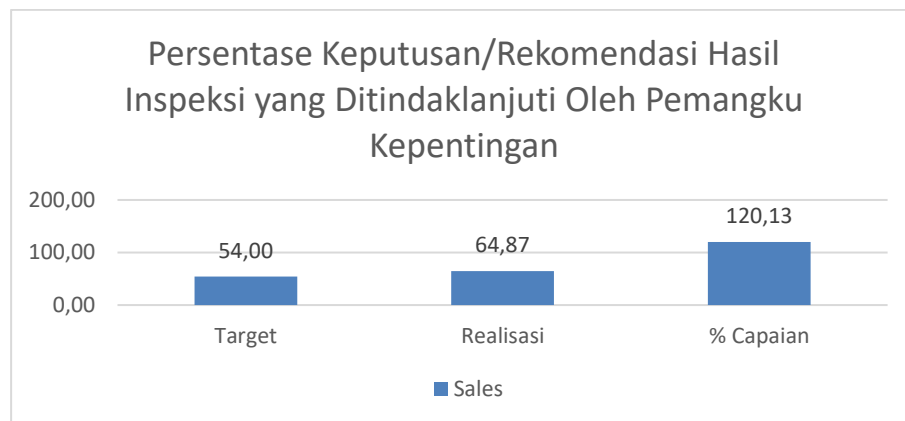 Persentase Keputusan/Rekomendasi Hasil
Inspeksi yang Ditindaklanjuti Oleh Pemangku
Kepentingan
200,00
100,00
0,00
54,00
64,87
120,13
Target
Realisasi
% Capaian
Sales